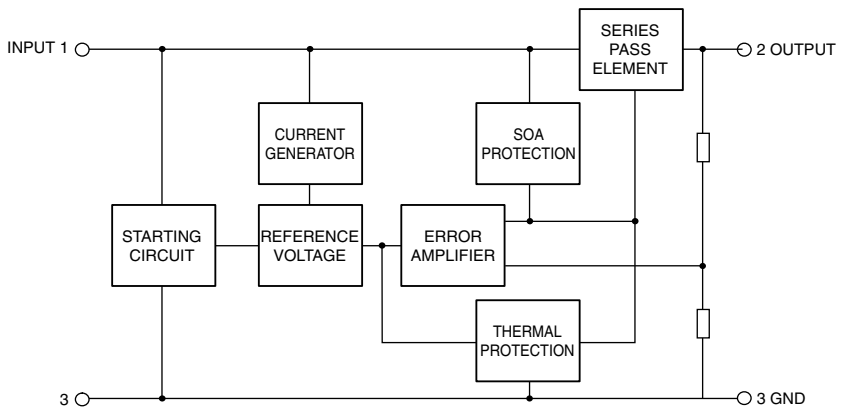 SERIES
PASS
ELEMENT
INPUT 1
2 OUTPUT
CURRENT
GENERATOR
SOA
PROTECTION
STARTING
CIRCUIT
REFERENCE
VOLTAGE
ERROR
AMPLIFIER
THERMAL
PROTECTION
3
3 GND